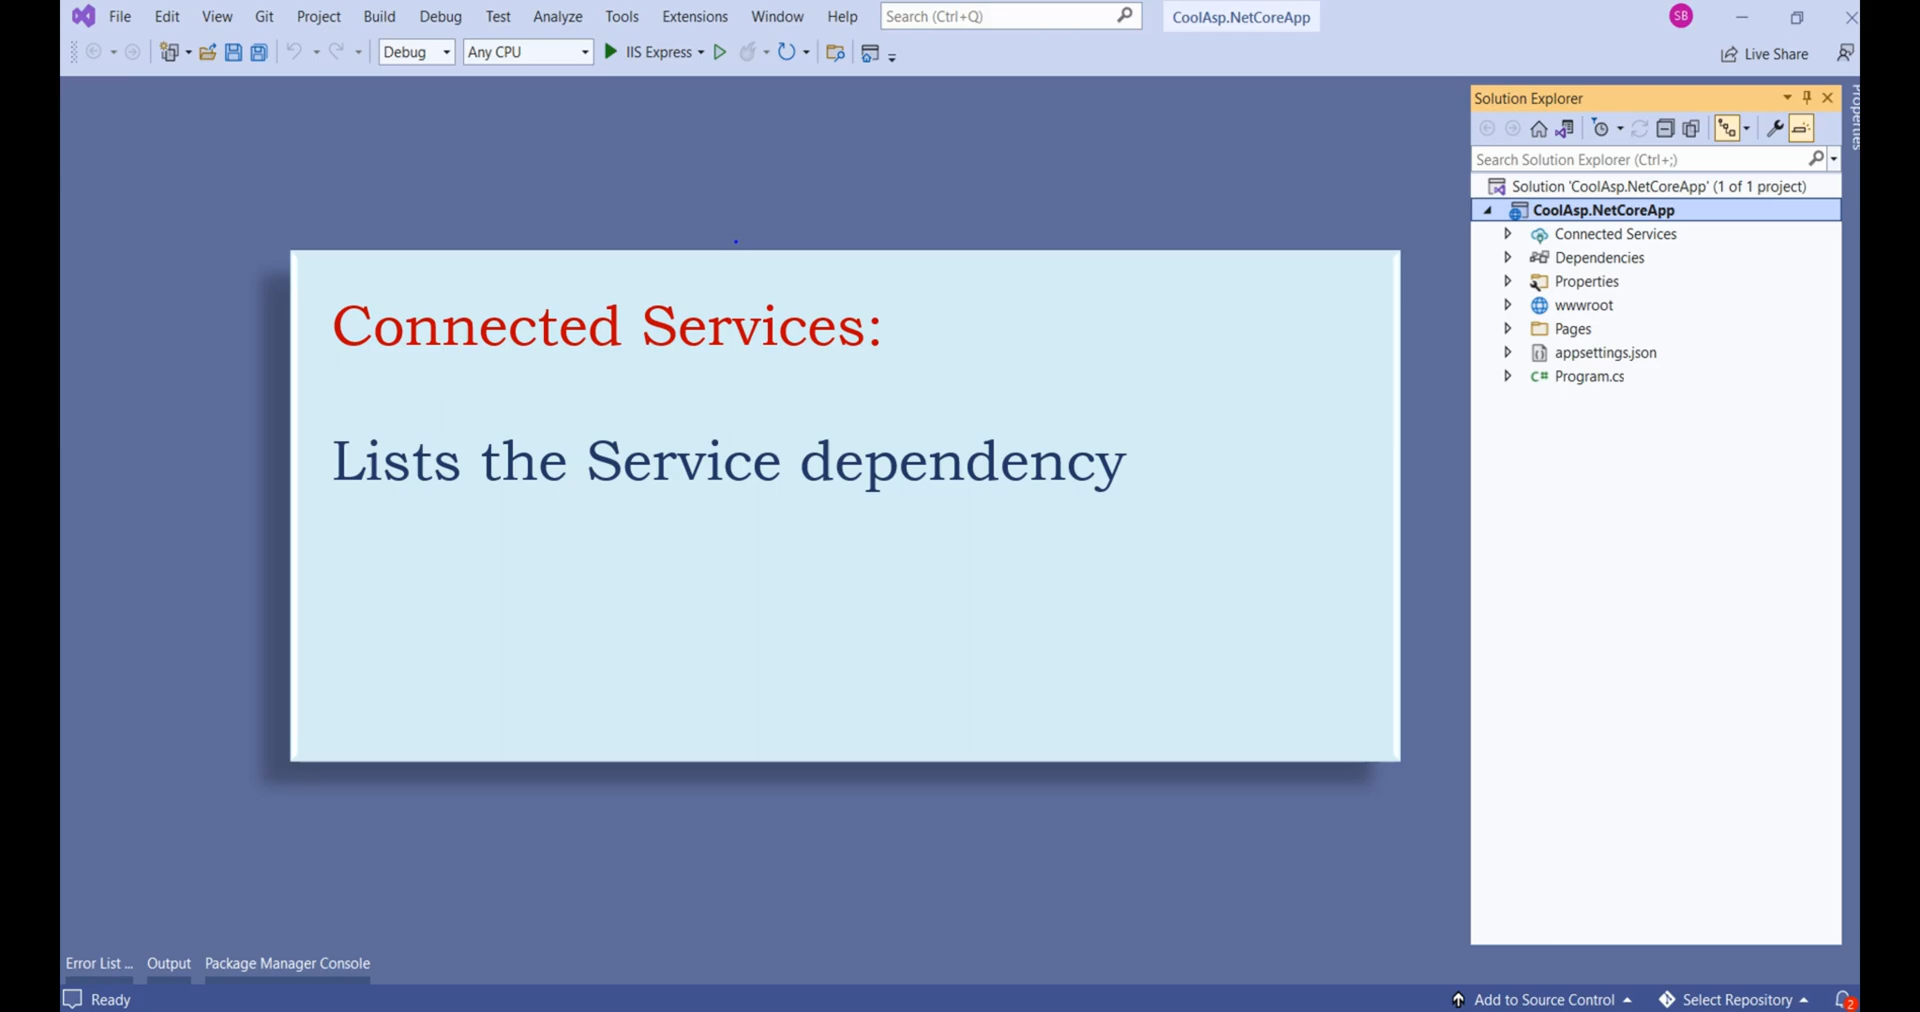 File Edit View Git Project Build Debug Test Analyze Tools Extensions Window Help Search (Ctrl+Q) CoolAsp.NetCoreApp SB
Debug Any CPU IIS Express Live Share
Solution Explorer
Properties
Search Solution Explorer (Ctrl+;)
Solution 'CoolAsp.NetCoreApp' (1 of 1 project)
CoolAsp.NetCoreApp
Connected Services
Dependencies
Properties
wwwroot
Pages
appsettings.json
C# Program.cs
Connected Services:
Lists the Service dependency
Error List ... Output Package Manager Console
Ready Add to Source Control Select Repository 2